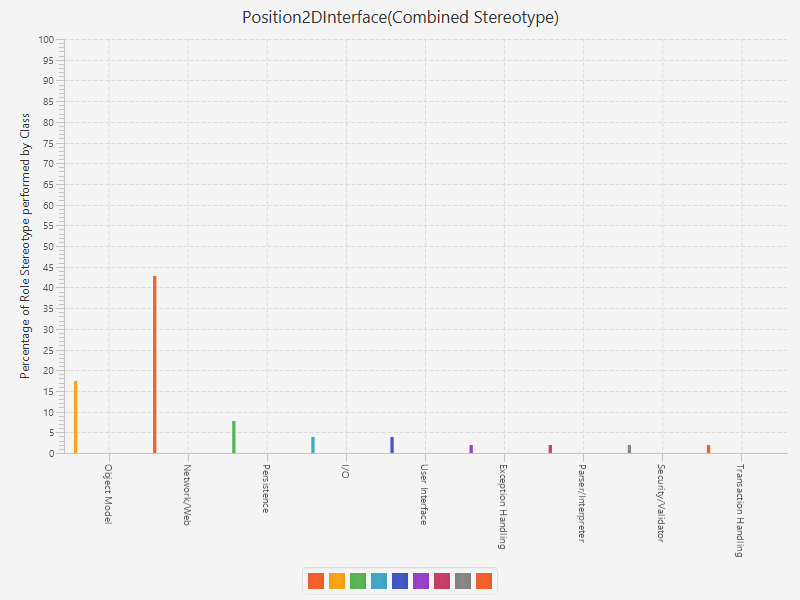 Position2DInterface(Combined Stereotype)
Percentage of Role Stereotype performed by Class
100
95
90
85
80
75
70
65
60
55
50
45
40
35
30
25
20
15
10
5
0
Object Model
Network/Web
Persistence
I/O
User Interface
Exception Handling
Parser/Interpreter
Security/Validator
Transaction Handling